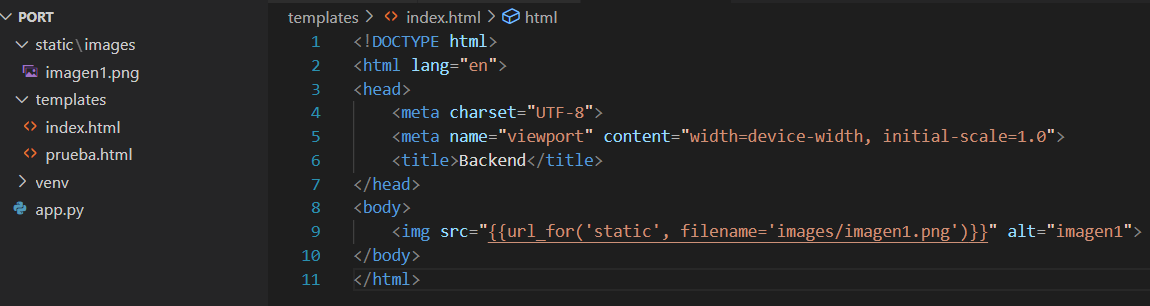 PORT
static\images
imagen1.png
templates
index.html
prueba.html
venv
app.py
templates > index.html > html
1 <!DOCTYPE html>
2 <html lang="en">
3 <head>
4     <meta charset="UTF-8">
5     <meta name="viewport" content="width=device-width, initial-scale=1.0">
6     <title>Backend</title>
7 </head>
8 <body>
9     <img src="{{url_for('static', filename='images/imagen1.png')}}" alt="imagen1">
10 </body>
11 </html>